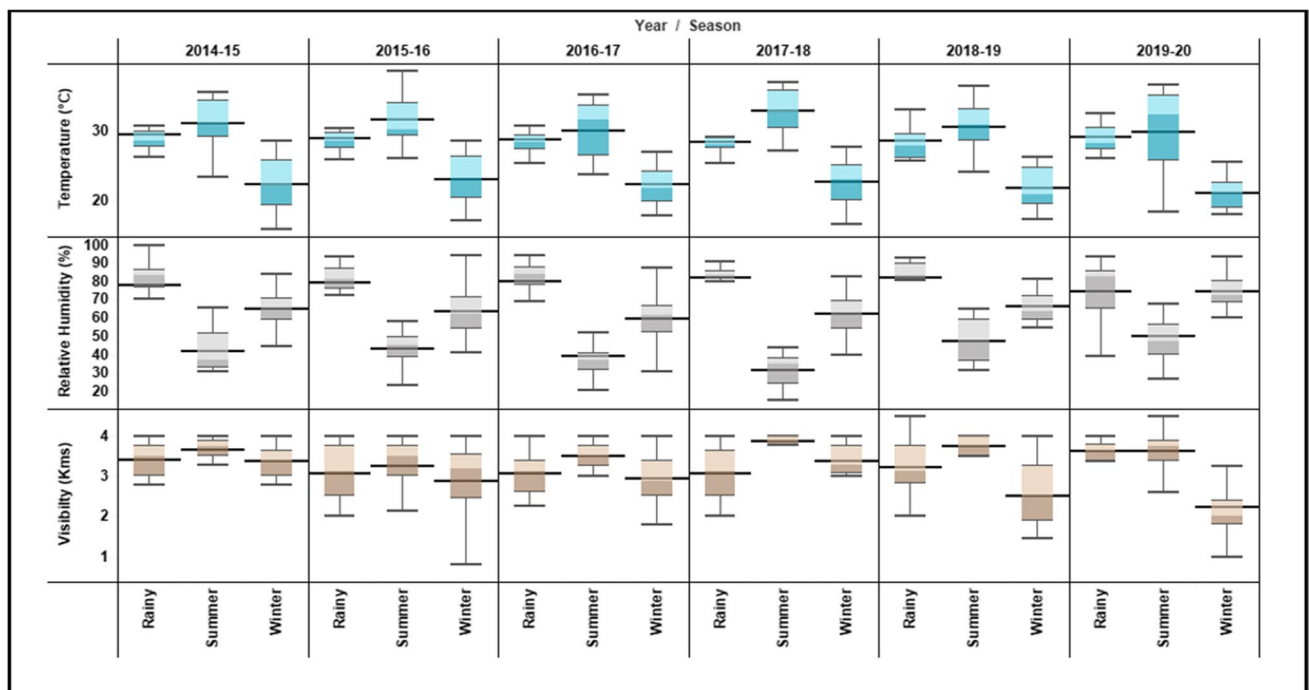 Year / Season
2014-15 2015-16 2016-17 2017-18 2018-19 2019-20
Temperature (°C)
30
20
Relative Humidity (%)
100
90
80
70
60
50
40
30
20
Visibilty (Kms)
4
3
2
1
Rainy Summer Winter Rainy Summer Winter Rainy Summer Winter Rainy Summer Winter Rainy Summer Winter Rainy Summer Winter